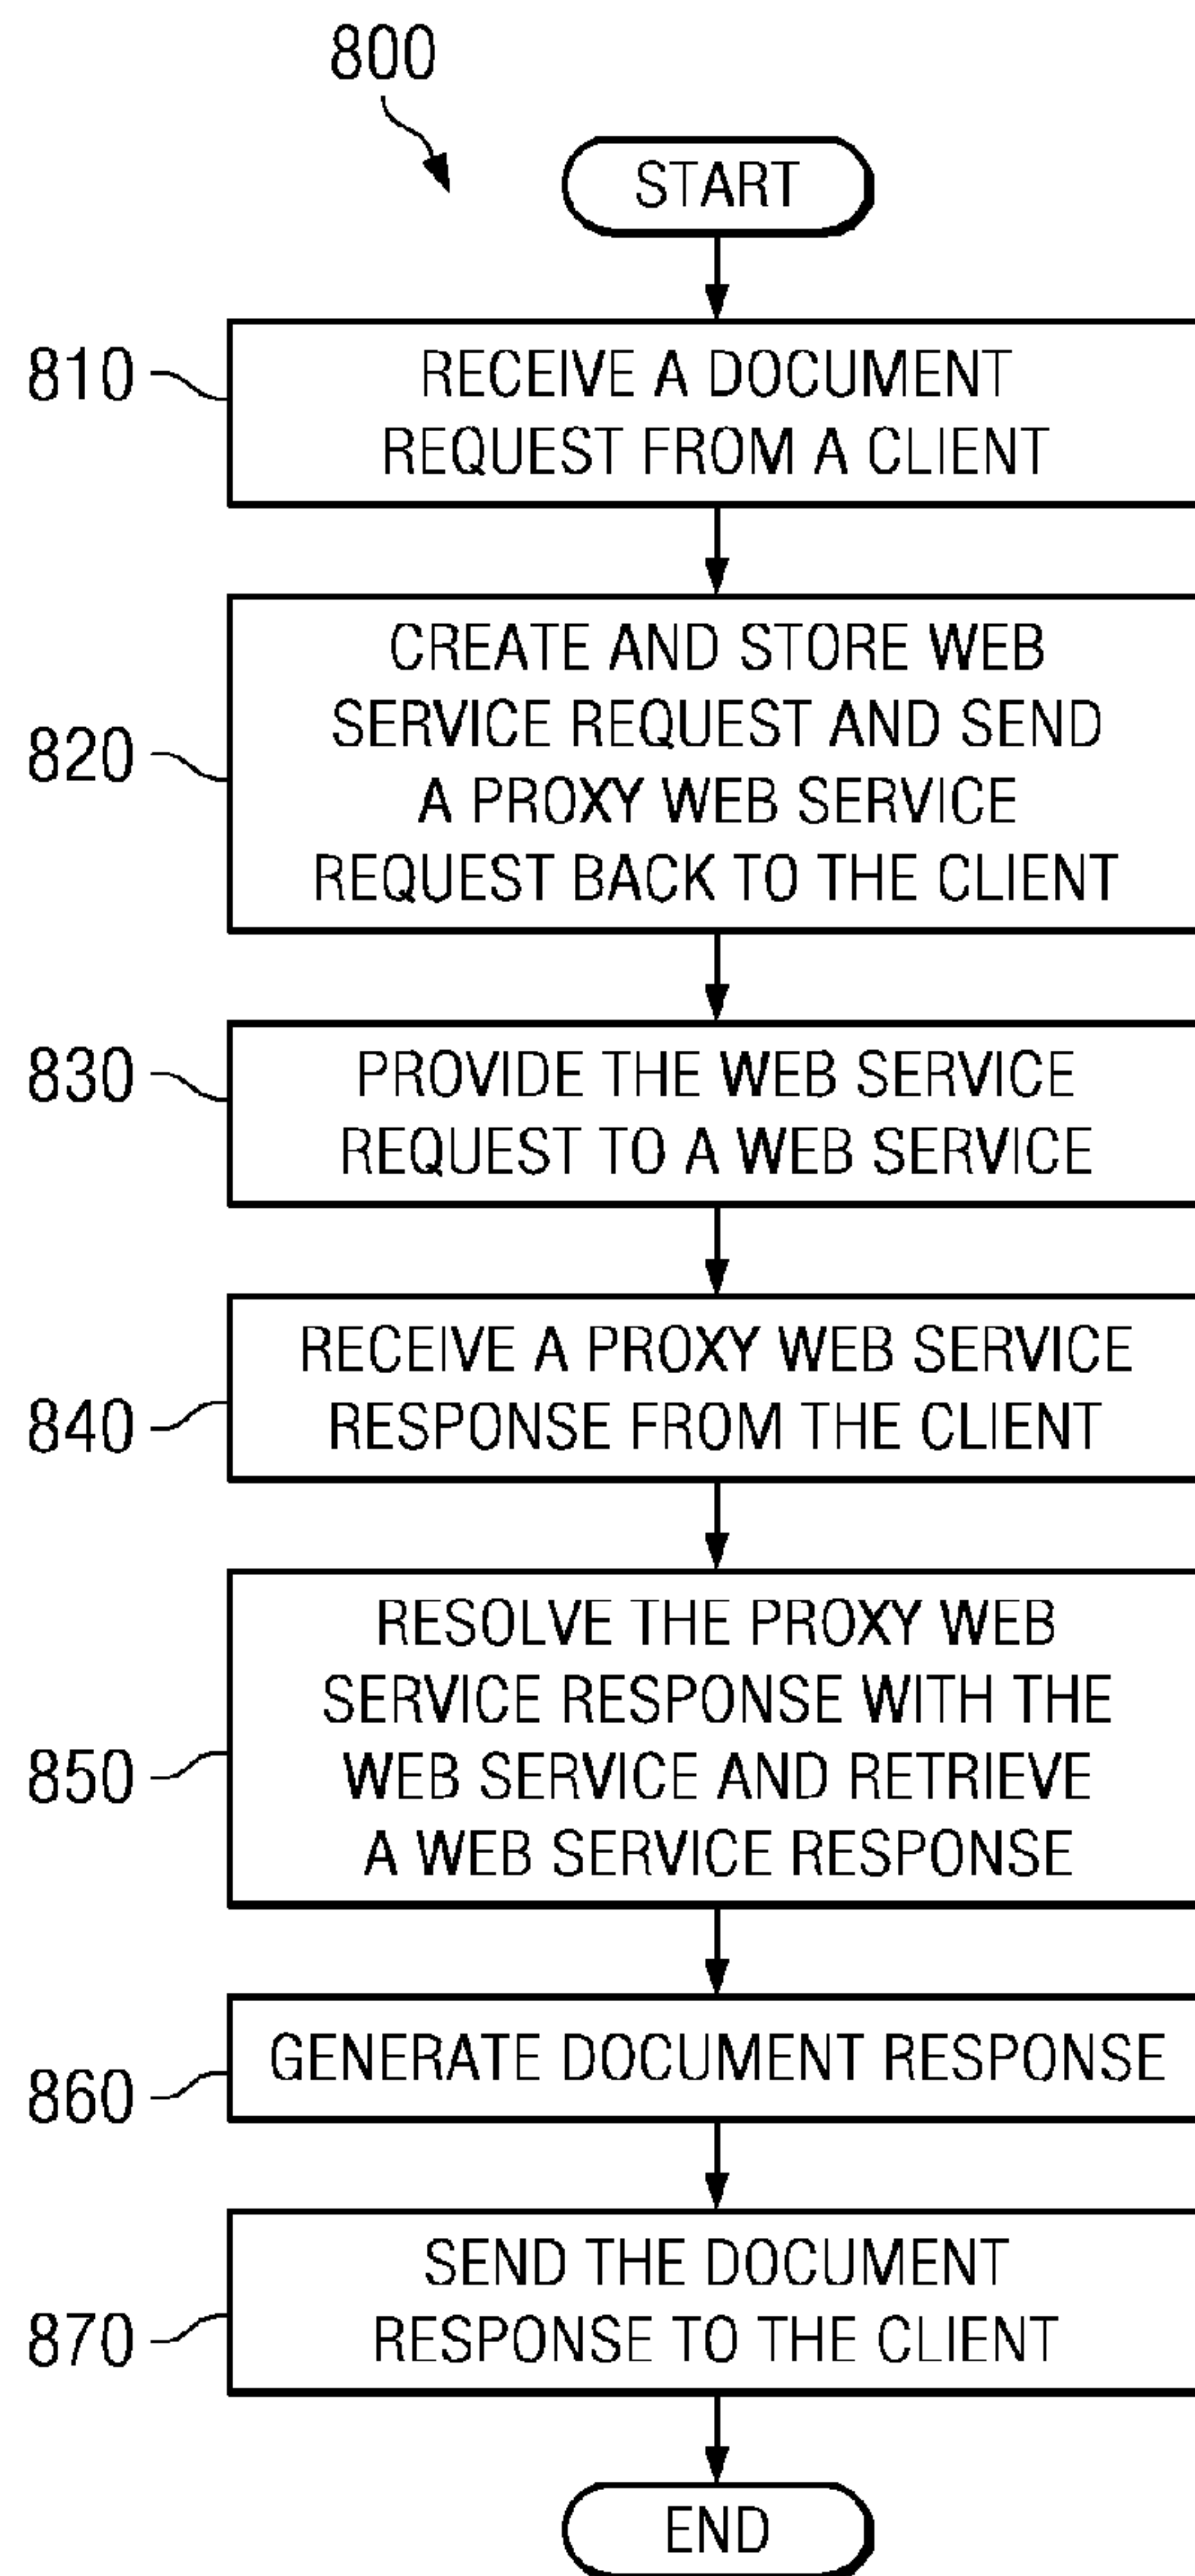 800
START
810
RECEIVE A DOCUMENT
REQUEST FROM A CLIENT
820
CREATE AND STORE WEB
SERVICE REQUEST AND SEND
A PROXY WEB SERVICE
REQUEST BACK TO THE CLIENT
830
PROVIDE THE WEB SERVICE
REQUEST TO A WEB SERVICE
840
RECEIVE A PROXY WEB SERVICE
RESPONSE FROM THE CLIENT
850
RESOLVE THE PROXY WEB
SERVICE RESPONSE WITH THE
WEB SERVICE AND RETRIEVE
A WEB SERVICE RESPONSE
860
GENERATE DOCUMENT RESPONSE
870
SEND THE DOCUMENT
RESPONSE TO THE CLIENT
END